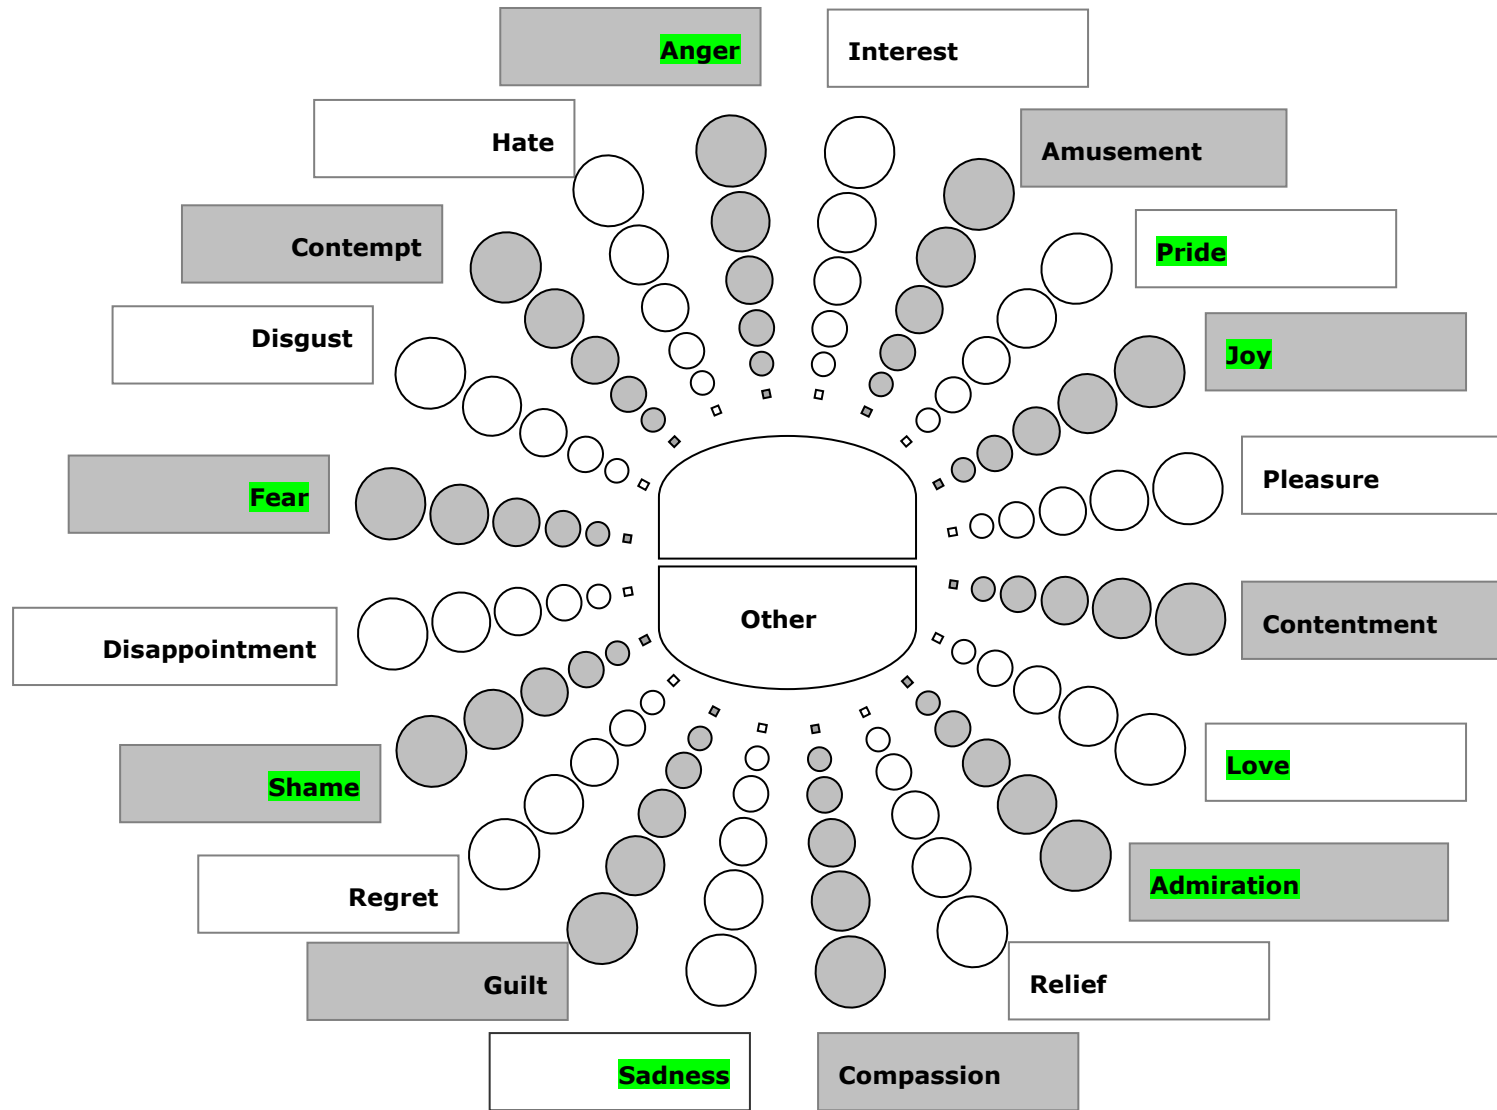 Anger
Interest
Hate
Amusement
Contempt
Pride
Disgust
Joy
Fear
Pleasure
Other
Contentment
Disappointment
Shame
Love
Regret
Admiration
Guilt
Relief
Sadness
Compassion